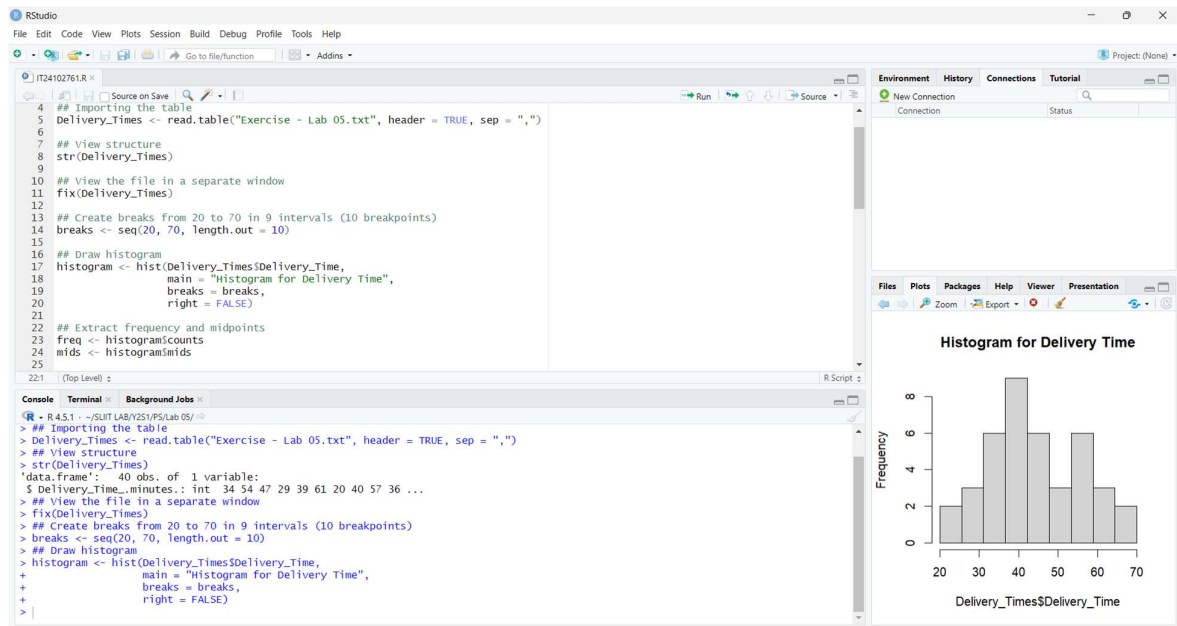 RStudio
File Edit Code View Plots Session Build Debug Profile Tools Help
Go to file/function Addins Project: (None)
IT24102761.R
Source on Save Run Source
4 ## Importing the table
5 Delivery_Times <- read.table("Exercise - Lab 05.txt", header = TRUE, sep = ",")
6
7 ## View structure
8 str(Delivery_Times)
9
10 ## View the file in a separate window
11 fix(Delivery_Times)
12
13 ## Create breaks from 20 to 70 in 9 intervals (10 breakpoints)
14 breaks <- seq(20, 70, length.out = 10)
15
16 ## Draw histogram
17 histogram <- hist(Delivery_Times$Delivery_Time,
18 main = "Histogram for Delivery Time",
19 breaks = breaks,
20 right = FALSE)
21
22 ## Extract frequency and midpoints
23 freq <- histogram$counts
24 mids <- histogram$mids
25
22:1 (Top Level) R Script
Console Terminal Background Jobs
R 4.5.1 · ~/SLIIT LAB/Y2S1/PS/Lab 05/
> ## Importing the table
> Delivery_Times <- read.table("Exercise - Lab 05.txt", header = TRUE, sep = ",")
> ## View structure
> str(Delivery_Times)
'data.frame': 40 obs. of 1 variable:
$ Delivery_Time_.minutes.: int 34 54 47 29 39 61 20 40 57 36 ...
> ## View the file in a separate window
> fix(Delivery_Times)
> ## Create breaks from 20 to 70 in 9 intervals (10 breakpoints)
> breaks <- seq(20, 70, length.out = 10)
> ## Draw histogram
> histogram <- hist(Delivery_Times$Delivery_Time,
+ main = "Histogram for Delivery Time",
+ breaks = breaks,
+ right = FALSE)
>
Environment History Connections Tutorial
New Connection
Connection Status
Files Plots Packages Help Viewer Presentation
Zoom Export
Histogram for Delivery Time
Frequency
8
6
4
2
0
20 30 40 50 60 70
Delivery_Times$Delivery_Time